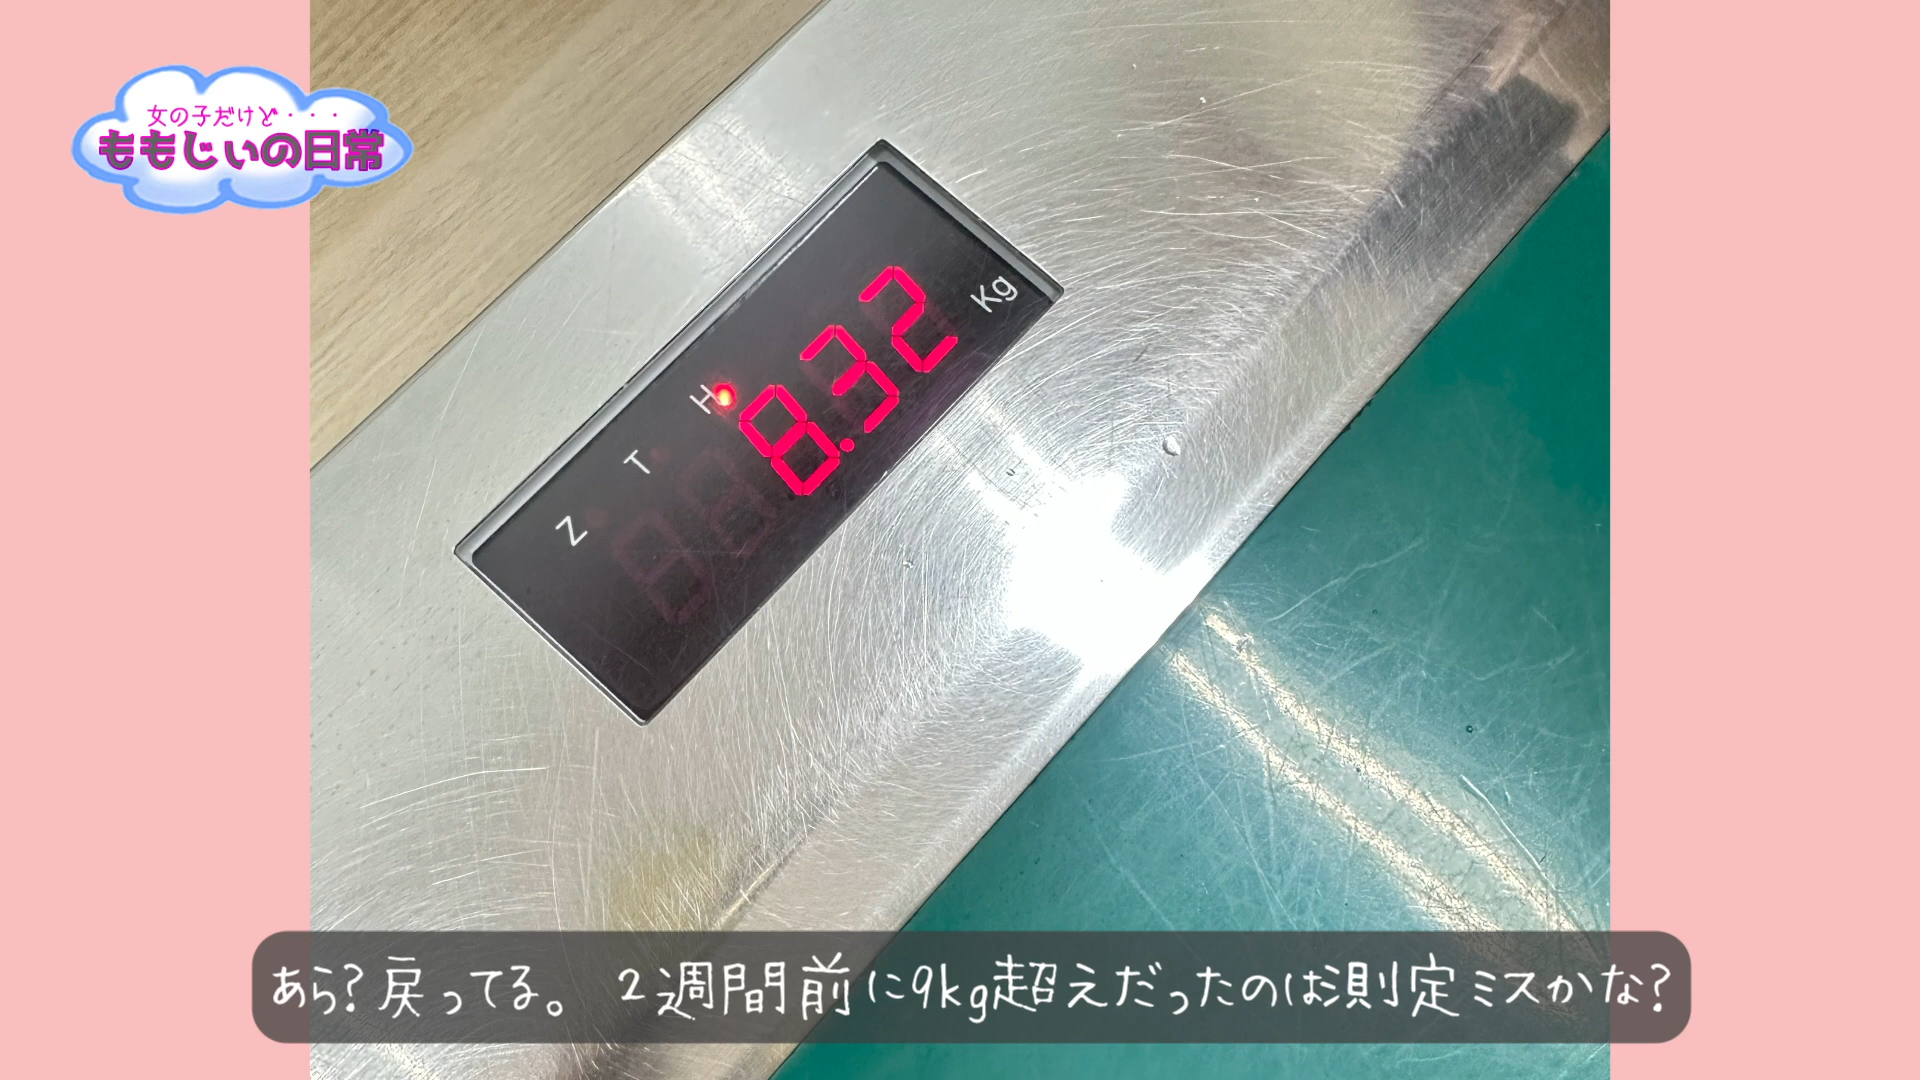 女の子だけど・・・
ももじぃの日常
Z T H 8.32 Kg
あら?戻ってる。 2週間前に9kg超えだったのは測定ミスかな?